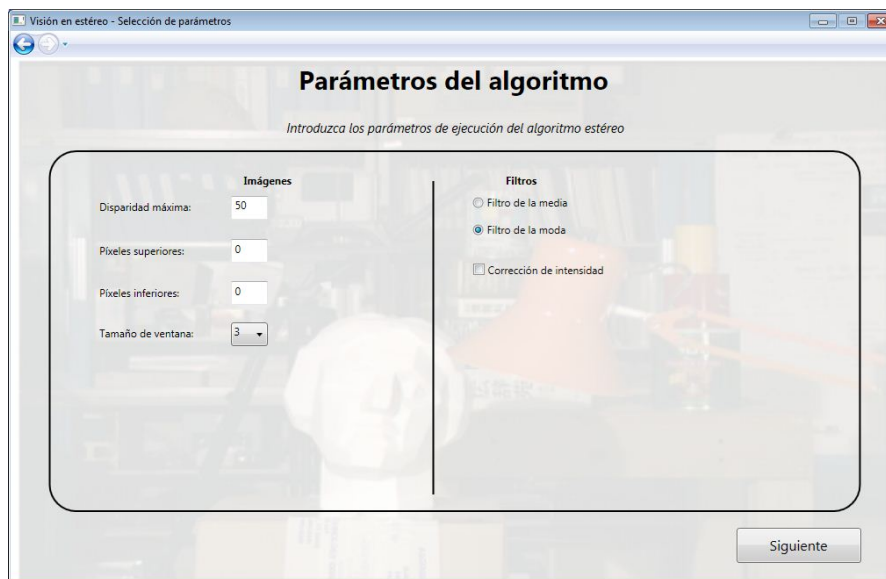 Visión en estéreo - Selección de parámetros
Parámetros del algoritmo
Introduzca los parámetros de ejecución del algoritmo estéreo
Imágenes
Disparidad máxima: 50
Píxeles superiores: 0
Píxeles inferiores: 0
Tamaño de ventana: 3
Filtros
Filtro de la media
Filtro de la moda
Corrección de intensidad
Siguiente